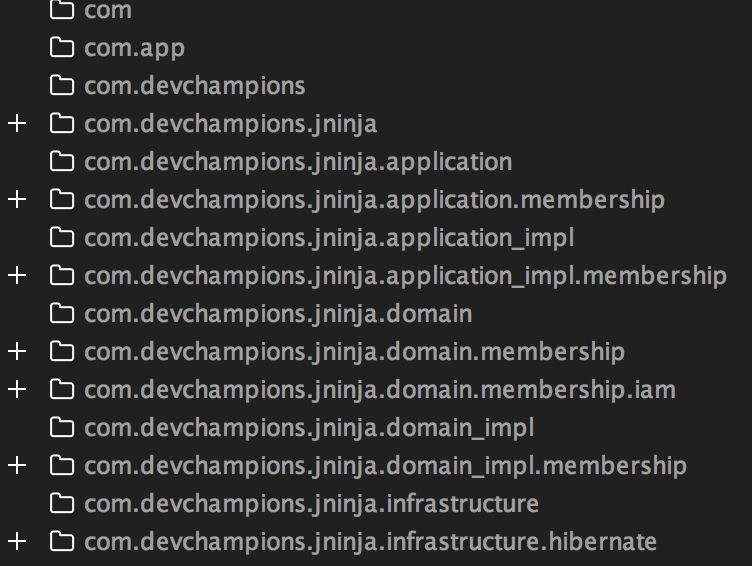 com
com.app
com.devchampions
com.devchampions.jninja
com.devchampions.jninja.application
com.devchampions.jninja.application.membership
com.devchampions.jninja.application_impl
com.devchampions.jninja.application_impl.membership
com.devchampions.jninja.domain
com.devchampions.jninja.domain.membership
com.devchampions.jninja.domain.membership.iam
com.devchampions.jninja.domain_impl
com.devchampions.jninja.domain_impl.membership
com.devchampions.jninja.infrastructure
com.devchampions.jninja.infrastructure.hibernate